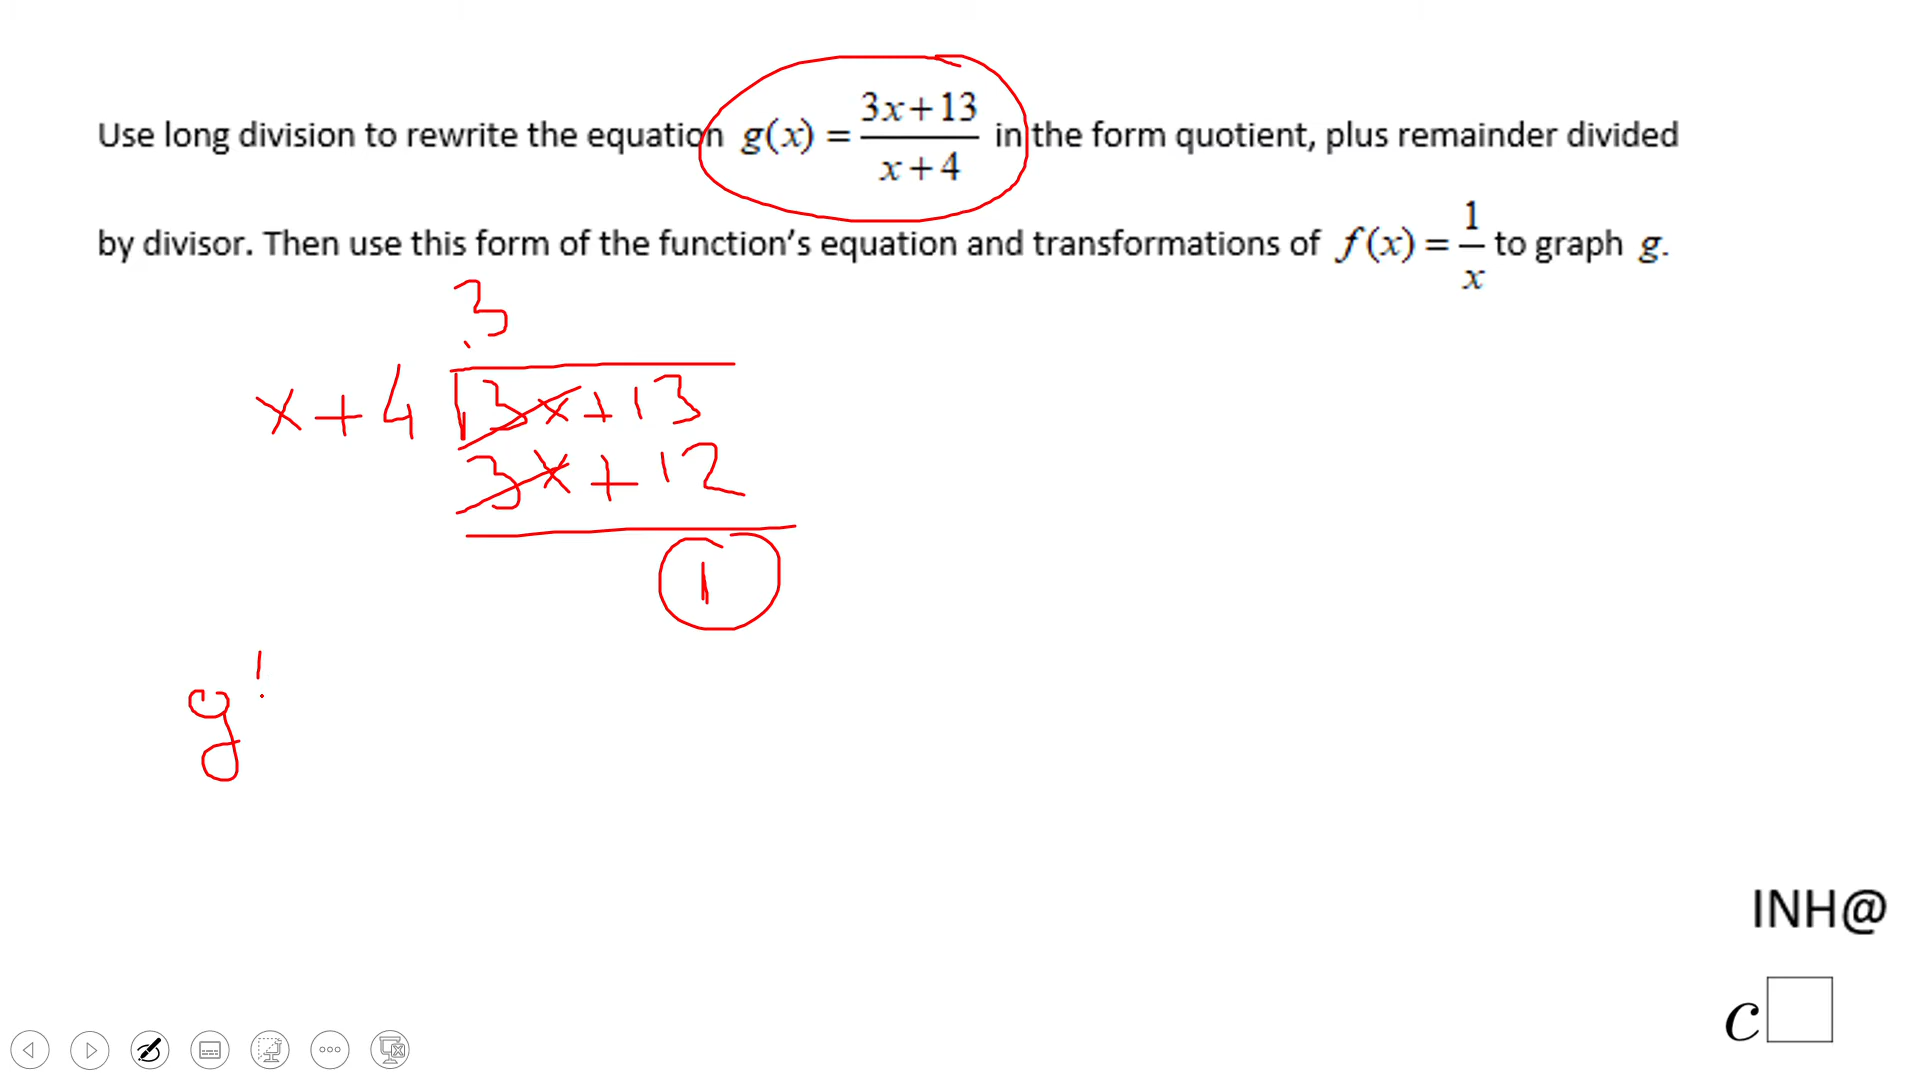 Use long division to rewrite the equation g(x) = (3x+13)/(x+4) in the form quotient, plus remainder divided
by divisor. Then use this form of the function's equation and transformations of f(x) = 1/x to graph g.
3
x+4 3x+13
3x+12
1
g
INH@
c